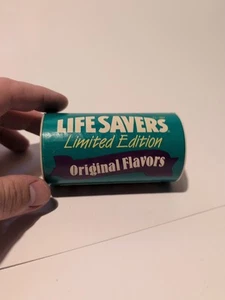 LIFE SAVERS
Limited Edition
Original Flavors